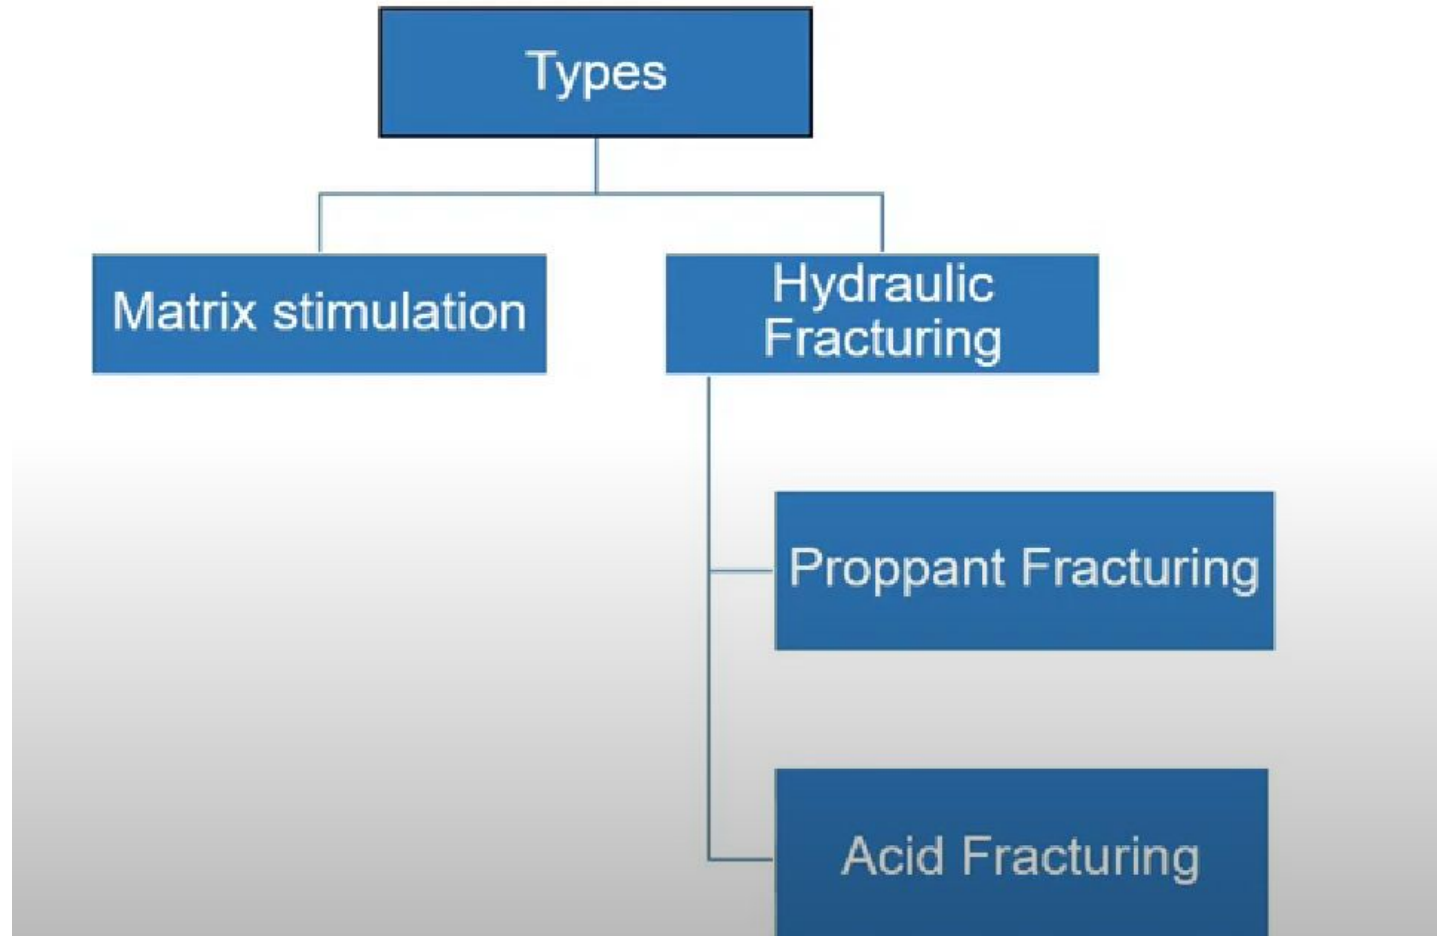 Types
Matrix stimulation
Hydraulic
Fracturing
Proppant Fracturing
Acid Fracturing